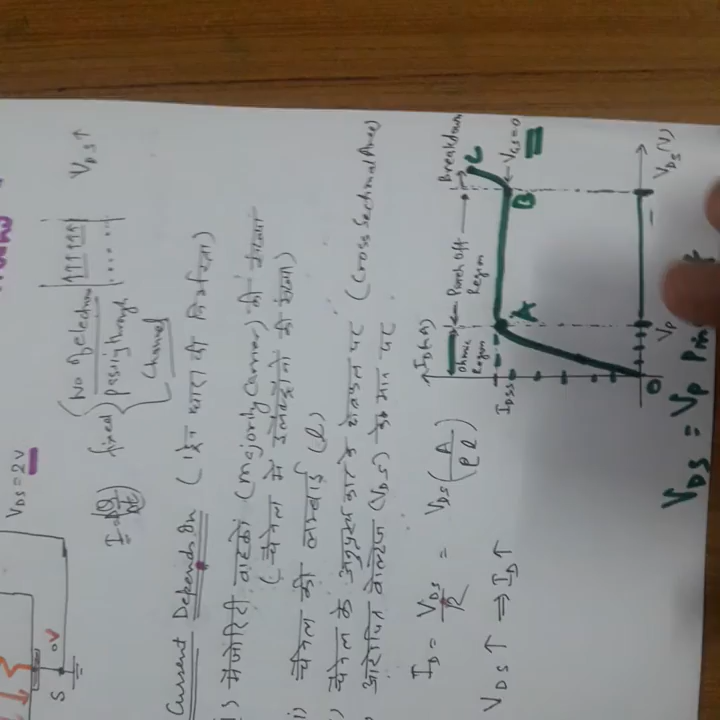 VDS = 2V
S 0V
I = dQ/dt
fixed { No of electrons
passing through
Channel }
VDS ↑
Current Depends On
i) मेजोरिटी वाहकों (Majority Carrier) की संख्या
(चैनल में इलेक्ट्रॉनों की संख्या)
चैनल की लम्बाई (l)
चैनल के अनुप्रस्थ काट के क्षेत्रफल पर (Cross Sectional Area)
आरोपित वोल्टेज (VDS) के मान पर
ID = VDS/R = VDS (A/ρl)
VDS ↑ ⇒ ID ↑
ID (mA)
IDSS
Ohmic
Region
Pinch Off
Region
Breakdown
A
B
C
VGS = 0
O
VP
VDS (V)
VDS = VP